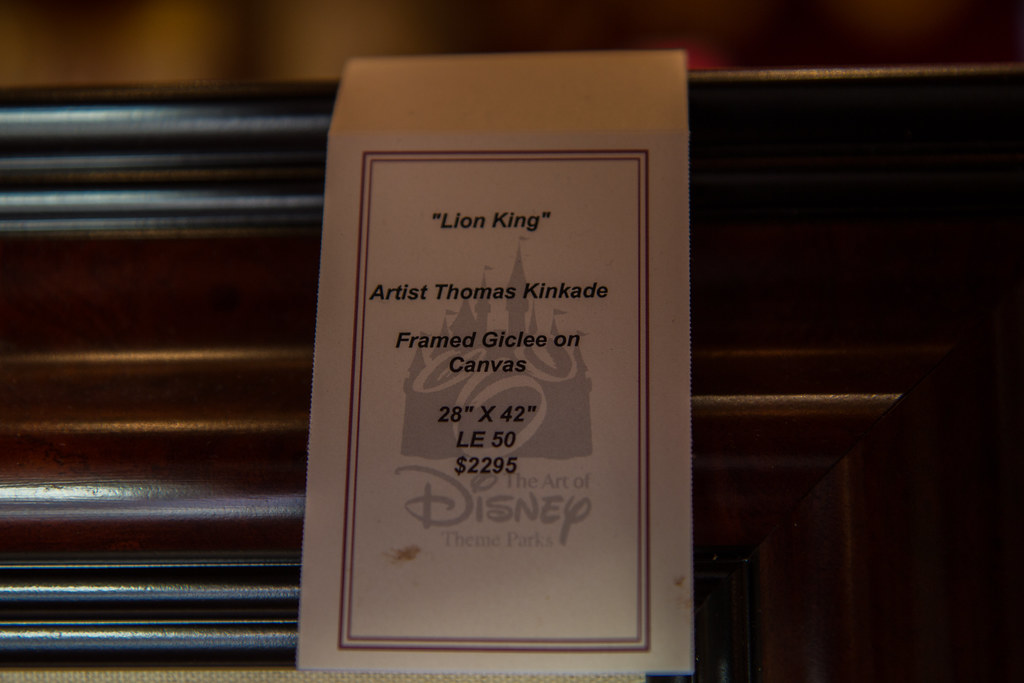 "Lion King"
Artist Thomas Kinkade
Framed Giclee on
Canvas
28" X 42"
LE 50
$2295
The Art of
Disney
Theme Parks